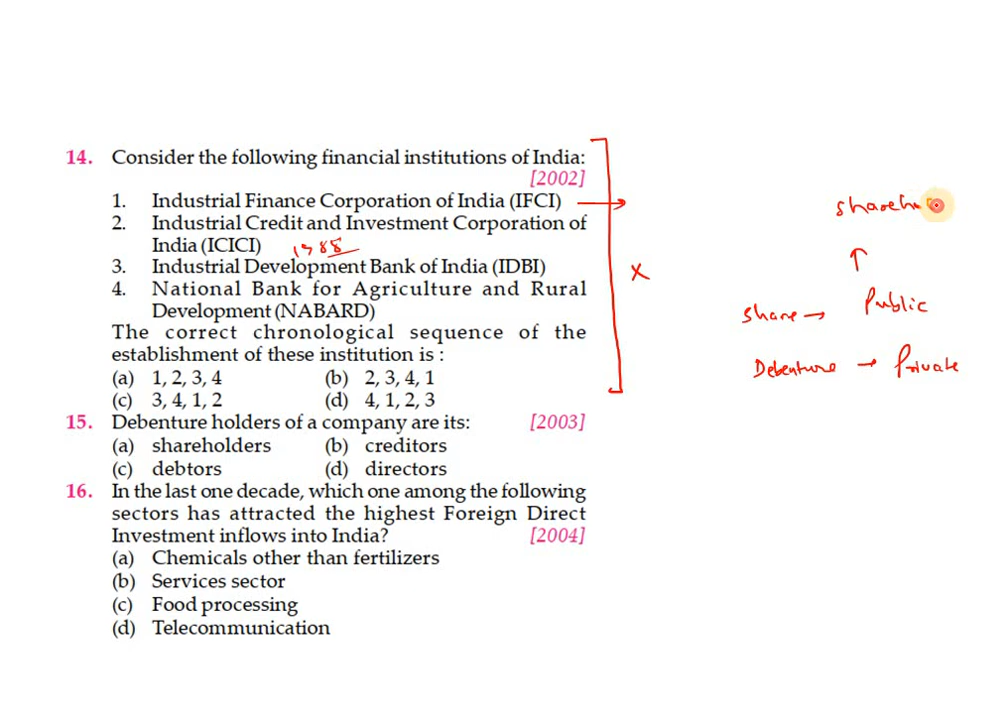 14. Consider the following financial institutions of India:
[2002]
1. Industrial Finance Corporation of India (IFCI)
2. Industrial Credit and Investment Corporation of
India (ICICI)
3. Industrial Development Bank of India (IDBI)
4. National Bank for Agriculture and Rural
Development (NABARD)
The correct chronological sequence of the
establishment of these institution is :
(a) 1, 2, 3, 4 (b) 2, 3, 4, 1
(c) 3, 4, 1, 2 (d) 4, 1, 2, 3
15. Debenture holders of a company are its: [2003]
(a) shareholders (b) creditors
(c) debtors (d) directors
16. In the last one decade, which one among the following
sectors has attracted the highest Foreign Direct
Investment inflows into India? [2004]
(a) Chemicals other than fertilizers
(b) Services sector
(c) Food processing
(d) Telecommunication
X
↑
Share → Public
Debenture → Private